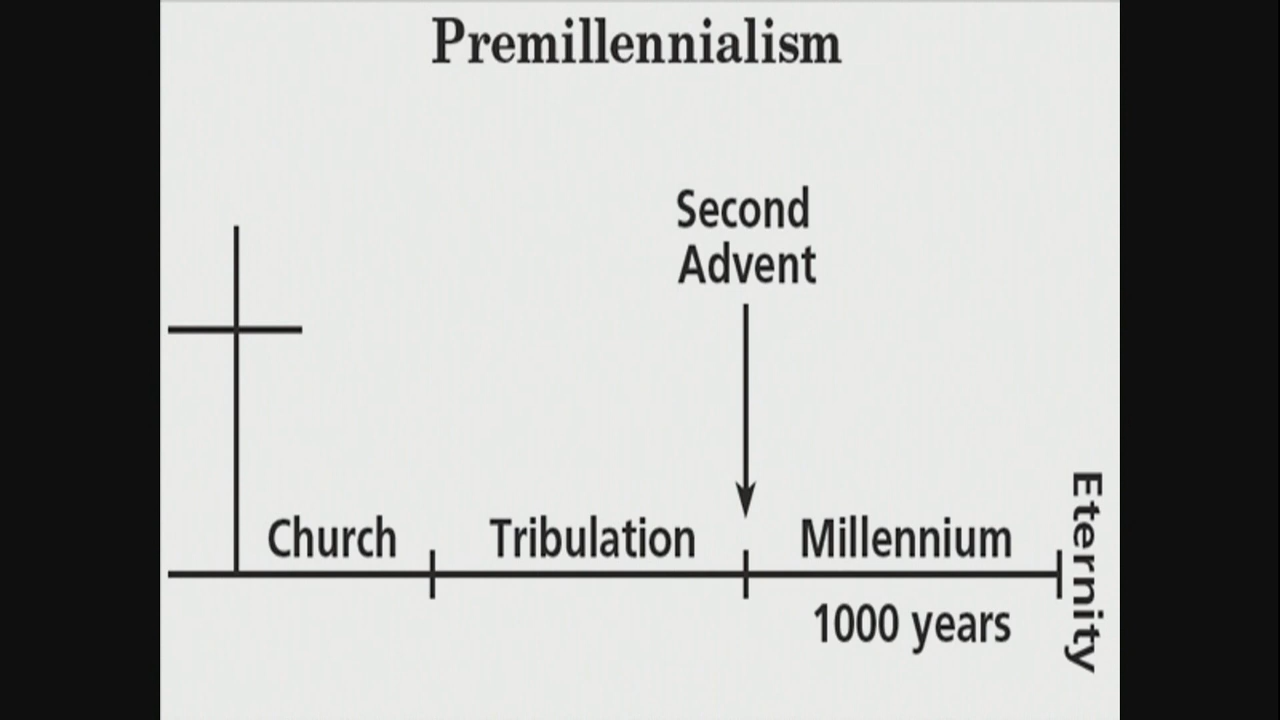 Premillennialism
Second
Advent
Church
Tribulation
Millennium
1000 years
Eternity